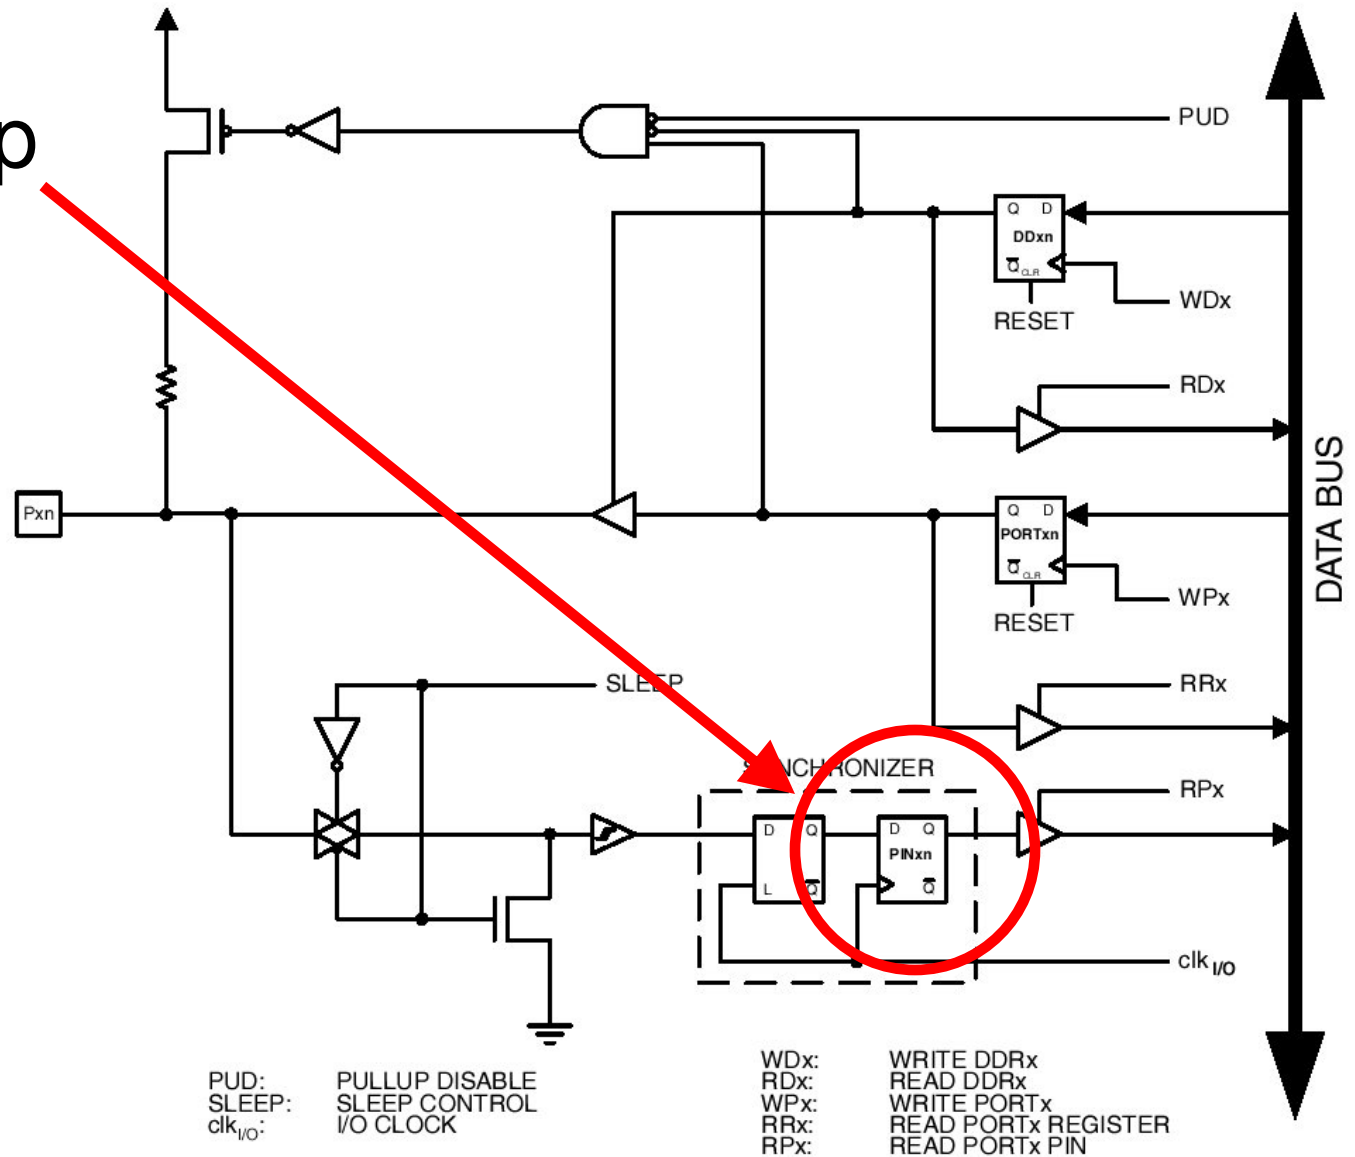 p
PUD
Q D
DDxn
Q CLR
WDx
RESET
RDx
Pxn
Q D
PORTxn
Q CLR
WPx
RESET
DATA BUS
SLEEP
RRx
SYNCHRONIZER
RPx
D Q
L Q
D Q
PINxn
Q
clk I/O
PUD: PULLUP DISABLE
SLEEP: SLEEP CONTROL
clk I/O: I/O CLOCK
WDx: WRITE DDRx
RDx: READ DDRx
WPx: WRITE PORTx
RRx: READ PORTx REGISTER
RPx: READ PORTx PIN